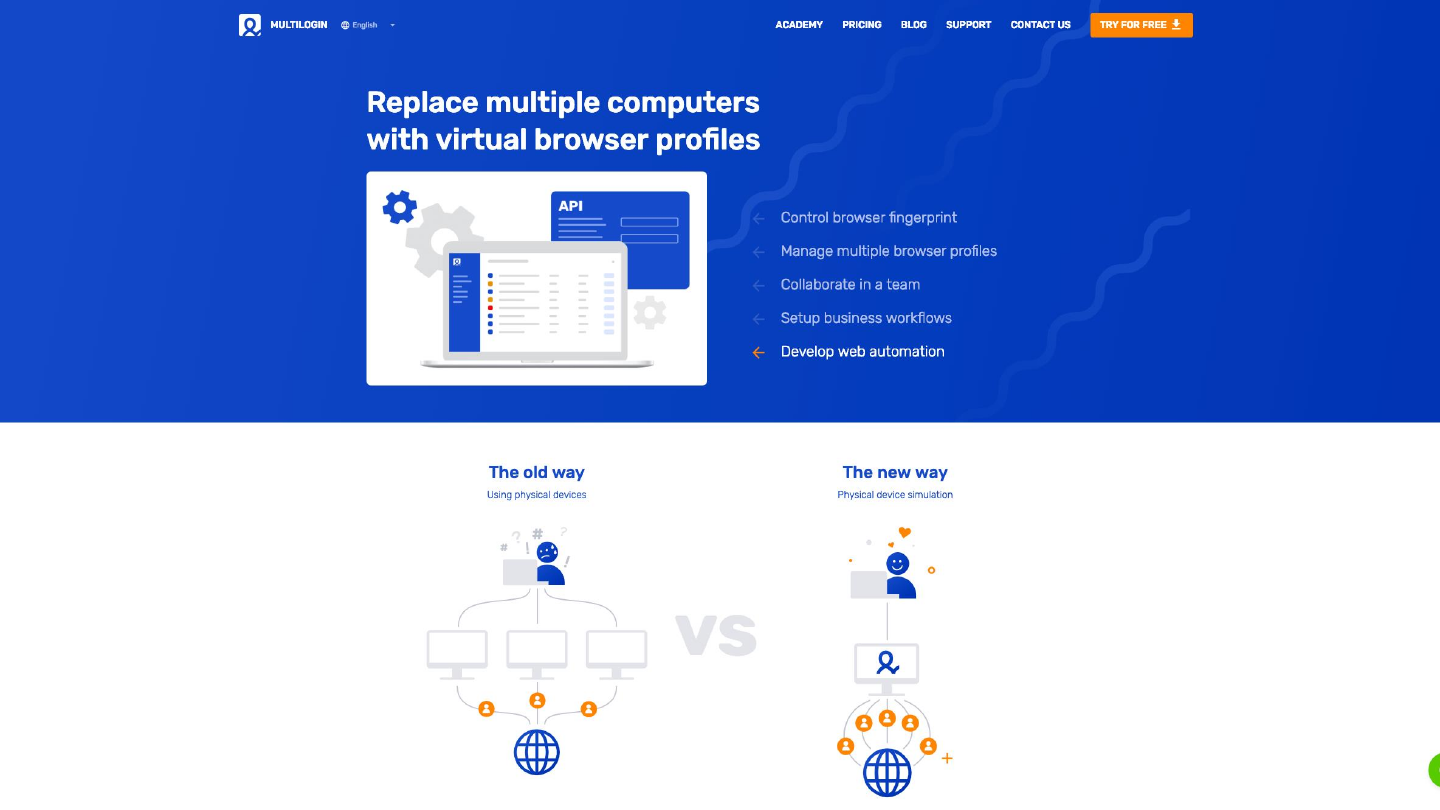 MULTILOGIN
English
ACADEMY
PRICING
BLOG
SUPPORT
CONTACT US
TRY FOR FREE
Replace multiple computers
with virtual browser profiles
API
Control browser fingerprint
Manage multiple browser profiles
Collaborate in a team
Setup business workflows
Develop web automation
The old way
Using physical devices
The new way
Physical device simulation
# ? # ?
! !
VS